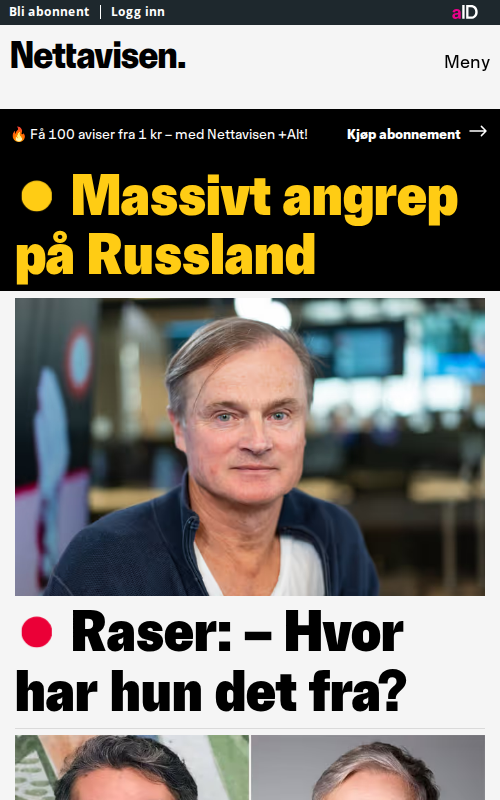 Bli abonnent | Logg inn
aID
Nettavisen.
Meny
🔥 Få 100 aviser fra 1 kr – med Nettavisen +Alt!
Kjøp abonnement →
Massivt angrep
på Russland
Raser: – Hvor
har hun det fra?